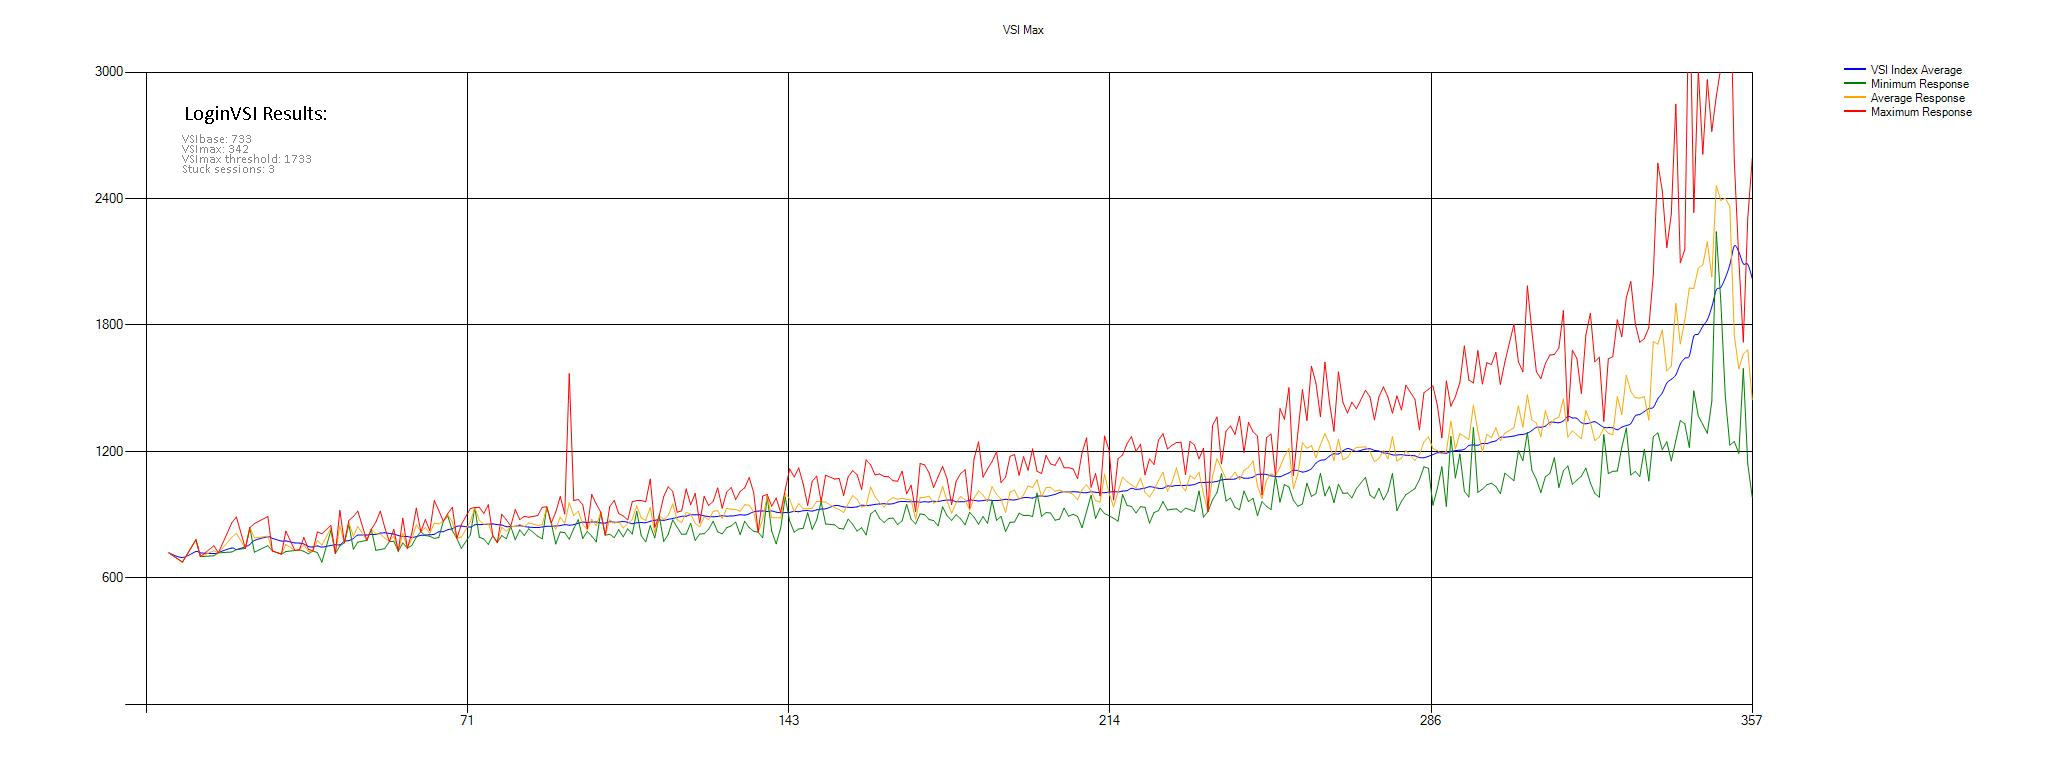 VSI Max
3000
2400
1800
1200
600
LoginVSI Results:
VSIbase: 733
VSImax: 342
VSImax threshold: 1733
Stuck sessions: 3
71
143
214
286
357
VSI Index Average
Minimum Response
Average Response
Maximum Response